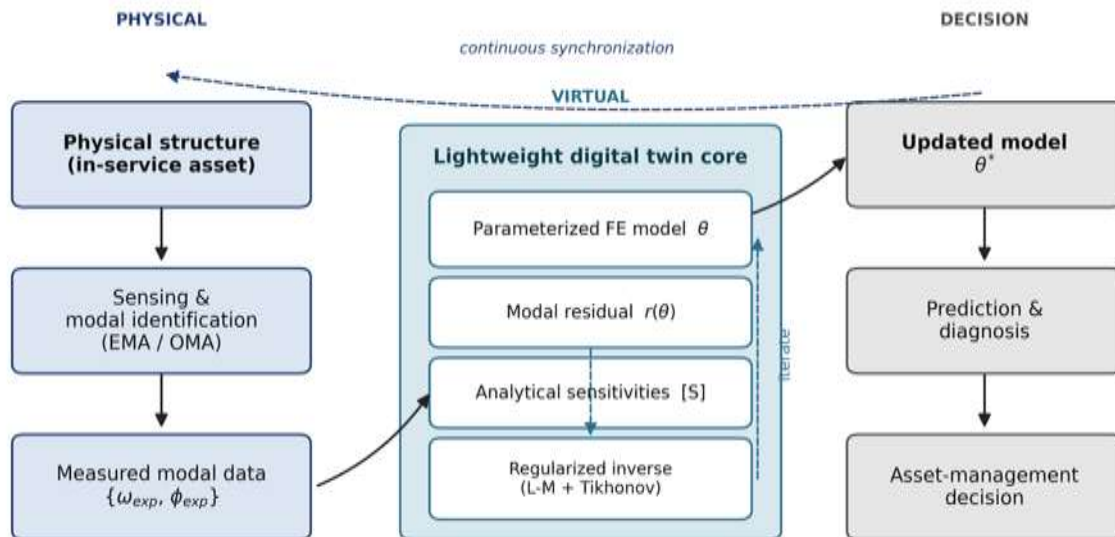 PHYSICAL
DECISION
continuous synchronization
VIRTUAL
Physical structure
(in-service asset)
Sensing &
modal identification
(EMA / OMA)
Measured modal data
{ω_exp, ϕ_exp}
Lightweight digital twin core
Parameterized FE model θ
Modal residual r(θ)
Analytical sensitivities [S]
Regularized inverse
(L-M + Tikhonov)
iterate
Updated model
θ*
Prediction &
diagnosis
Asset-management
decision